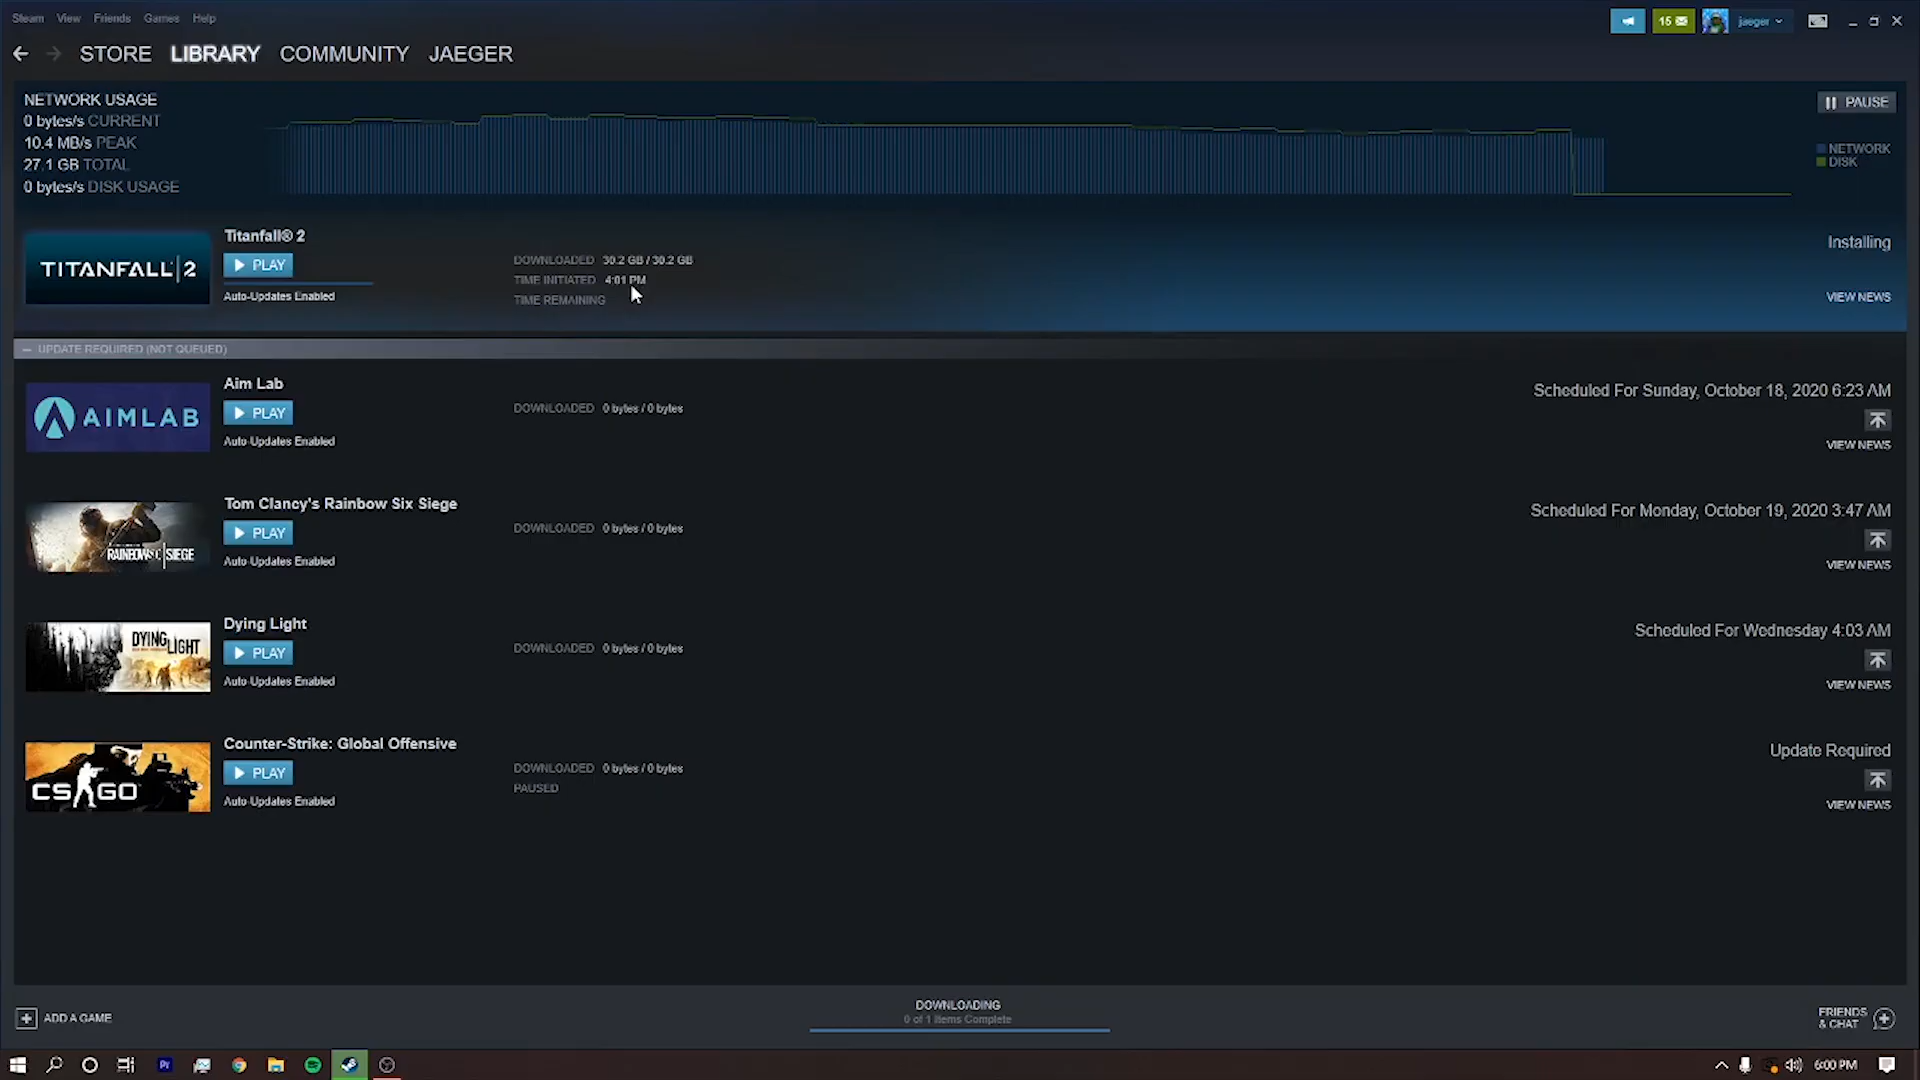 Steam View Friends Games Help
15
jaeger
STORE LIBRARY COMMUNITY JAEGER
NETWORK USAGE
0 bytes/s CURRENT
10.4 MB/s PEAK
27.1 GB TOTAL
0 bytes/s DISK USAGE
PAUSE
NETWORK
DISK
TITANFALL 2
Titanfall® 2
PLAY
Auto-Updates Enabled
DOWNLOADED 30.2 GB / 30.2 GB
TIME INITIATED 4:01 PM
TIME REMAINING
Installing
VIEW NEWS
UPDATE REQUIRED (NOT QUEUED)
AIMLAB
Aim Lab
PLAY
Auto-Updates Enabled
DOWNLOADED 0 bytes / 0 bytes
Scheduled For Sunday, October 18, 2020 6:23 AM
VIEW NEWS
RAINBOW SIX SIEGE
Tom Clancy's Rainbow Six Siege
PLAY
Auto-Updates Enabled
DOWNLOADED 0 bytes / 0 bytes
Scheduled For Monday, October 19, 2020 3:47 AM
VIEW NEWS
DYING LIGHT
Dying Light
PLAY
Auto-Updates Enabled
DOWNLOADED 0 bytes / 0 bytes
Scheduled For Wednesday 4:03 AM
VIEW NEWS
CS GO
Counter-Strike: Global Offensive
PLAY
Auto-Updates Enabled
DOWNLOADED 0 bytes / 0 bytes
PAUSED
Update Required
VIEW NEWS
ADD A GAME
DOWNLOADING
0 of 1 Items Complete
FRIENDS
& CHAT
Pr
6:00 PM